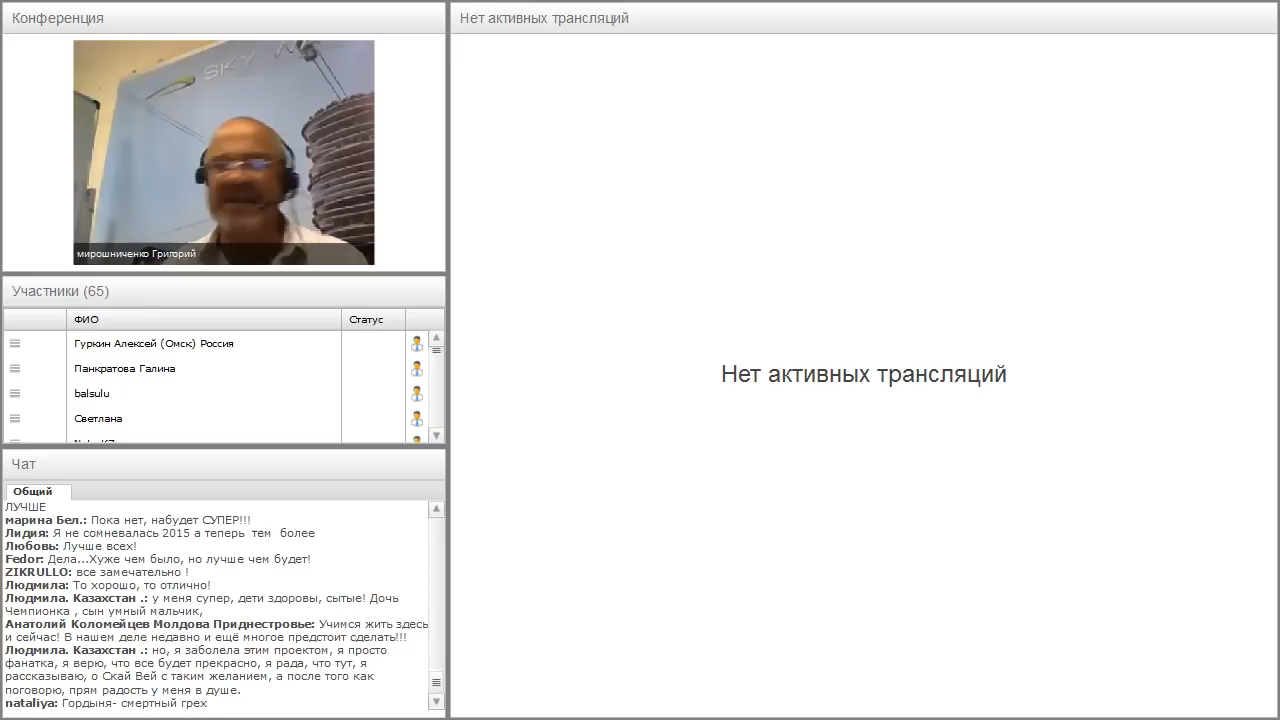 Конференция
Нет активных трансляций
SKY
мирошниченко Григорий
Участники (65)
ФИО
Статус
Гуркин Алексей (Омск) Россия
Панкратова Галина
balsulu
Светлана
Чат
Общий
ЛУЧШЕ
марина Бел.: Пока нет, набудет СУПЕР!!!
Лидия: Я не сомневалась 2015 а теперь тем более
Любовь: Лучше всех!
Fedor: Дела...Хуже чем было, но лучше чем будет!
ZIKRULLO: все замечательно !
Людмила: То хорошо, то отлично!
Людмила. Казахстан .: у меня супер, дети здоровы, сытые! Дочь
Чемпионка , сын умный мальчик,
Анатолий Коломейцев Молдова Приднестровье: Учимся жить здесь
и сейчас! В нашем деле недавно и ещё многое предстоит сделать!!!
Людмила. Казахстан .: но, я заболела этим проектом, я просто
фанатка, я верю, что все будет прекрасно, я рада, что тут, я
рассказываю, о Скай Вей с таким желанием, а после того как
поговорю, прям радость у меня в душе.
nataliya: Гордыня- смертный грех
Нет активных трансляций